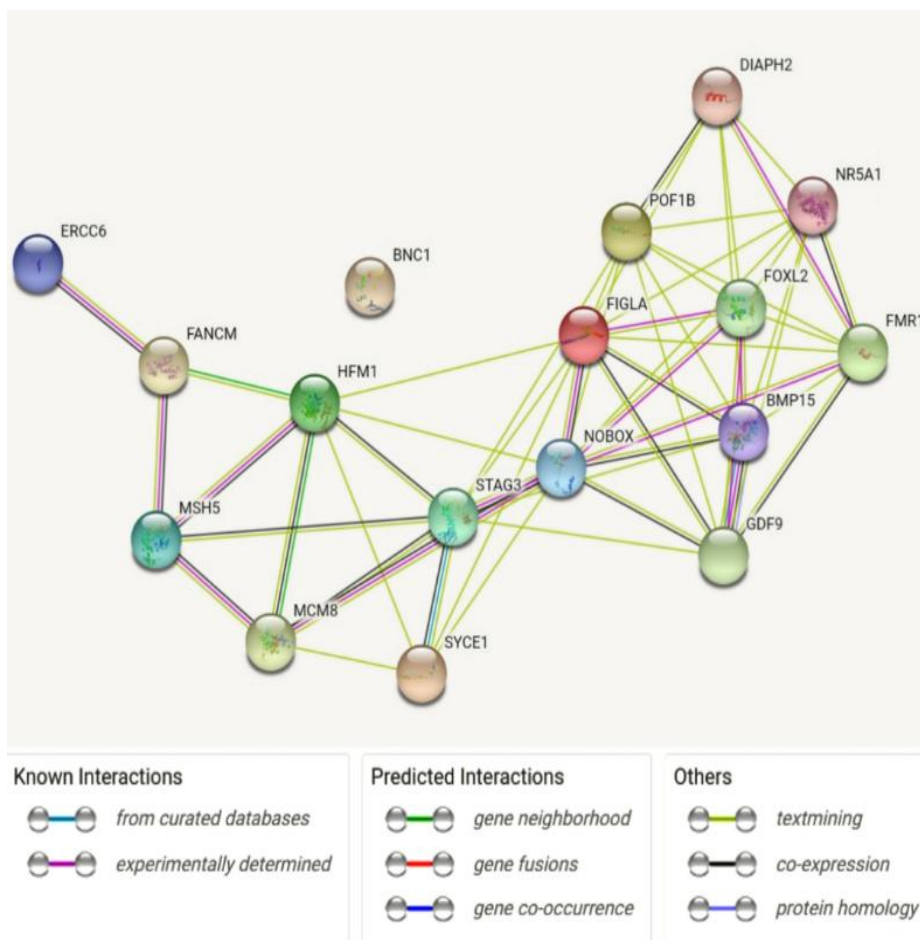 DIAPH2
NR5A1
POF1B
ERCC6
BNC1
FOXL2
FIGLA
FANCM
FMR1
HFM1
BMP15
NOBOX
STAG3
MSH5
GDF9
MCM8
SYCE1
Known Interactions
from curated databases
experimentally determined
Predicted Interactions
gene neighborhood
gene fusions
gene co-occurrence
Others
textmining
co-expression
protein homology